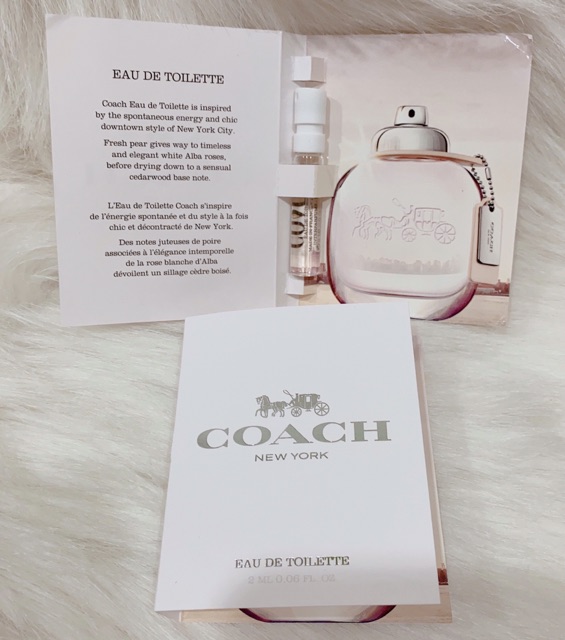 EAU DE TOILETTE
Coach Eau de Toilette is inspired
by the spontaneous energy and chic
downtown style of New York City.
Fresh pear gives way to timeless
and elegant white Alba roses,
before drying down to a sensual
cedarwood base note.
L'Eau de Toilette Coach s'inspire
de l'énergie spontanée et du style à la fois
chic et décontracté de New York.
Des notes juteuses de poire
associées à l'élégance intemporelle
de la rose blanche d'Alba
dévoilent un sillage cèdre boisé.
COACH
COACH
NEW YORK
EAU DE TOILETTE
2 ML 0.06 FL. OZ.